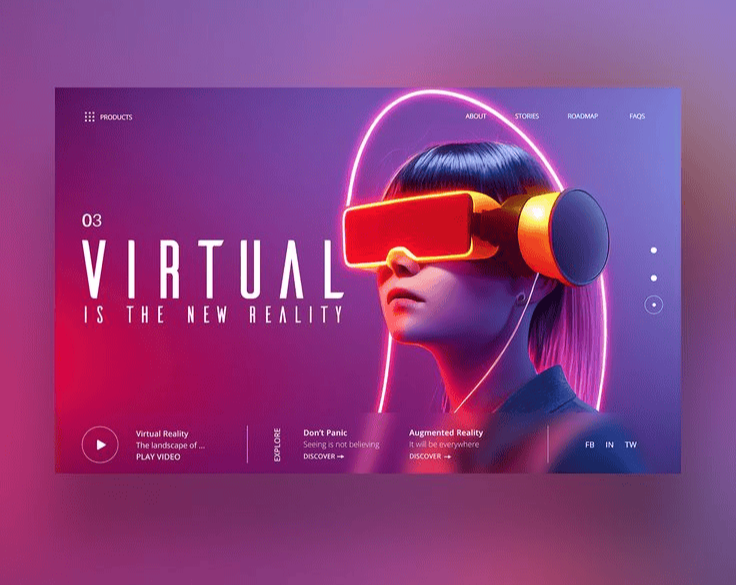 PRODUCTS
ABOUT STORIES ROADMAP FAQS
03
VIRTUAL
IS THE NEW REALITY
Virtual Reality
The landscape of ...
PLAY VIDEO
EXPLORE
Don't Panic
Seeing is not believing
DISCOVER →
Augmented Reality
It will be everywhere
DISCOVER →
FB IN TW